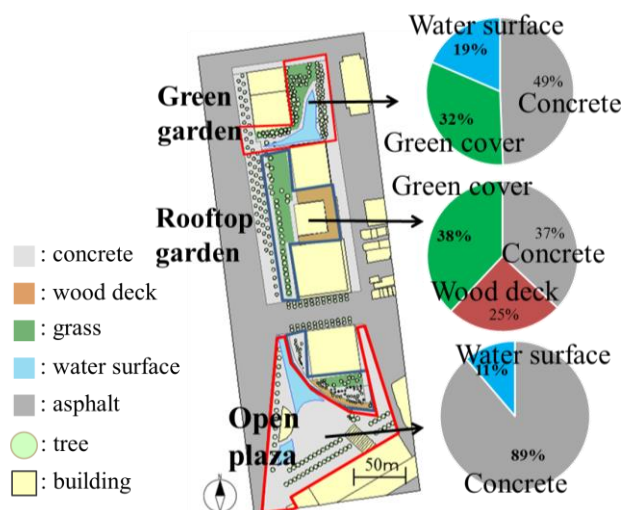 Water surface
19%
49%
Concrete
32%
Green cover
Green
garden
Green cover
38%
37%
Concrete
Wood deck
25%
Rooftop
garden
: concrete
: wood deck
: grass
: water surface
: asphalt
: tree
: building
Water surface
11%
89%
Concrete
Open
plaza
50m
N